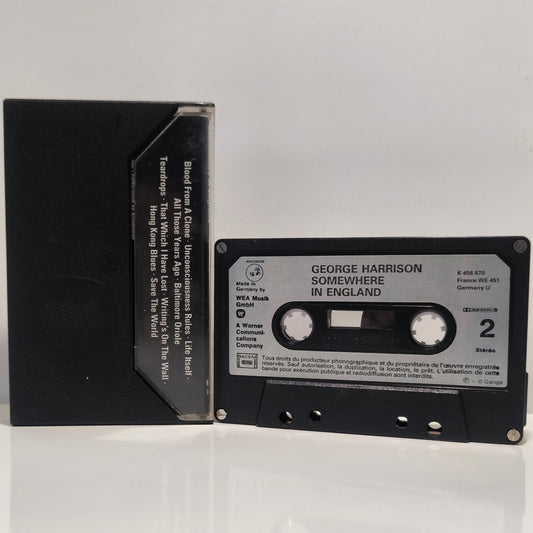 Blood From A Clone · Unconsciousness Rules · Life Itself ·
All Those Years Ago · Baltimore Oriole
Teardrops · That Which I Have Lost · Writing's On The Wall ·
Hong Kong Blues · Save The World
Made in
Germany by
WEA Musik
GmbH
& Warner
Communi-
cations
Company
GEORGE HARRISON
SOMEWHERE
IN ENGLAND
K 456 870
France WE 451
Germany U
2
Stéréo
Tous droits du producteur phonographique et du propriétaire de l'œuvre enregistrée
réservés. Sauf autorisation, la duplication, la location, le prêt. L'utilisation de cette
bande pour exécution publique et radiodiffusion sont interdits.
℗ - © Ganga